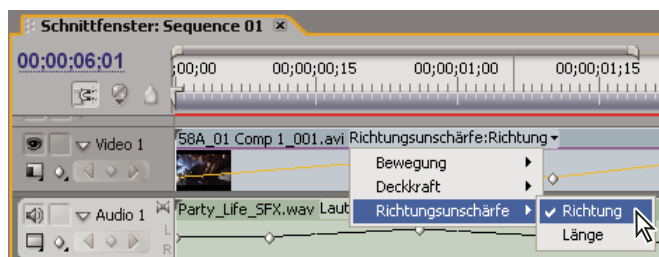 Schnittfenster: Sequence 01
00;00;06;01
;00;00 00;00;00;15 00;00;01;00 00;00;01;15
Video 1
58A_01 Comp 1_001.avi Richtungsunschärfe:Richtung
Bewegung
Deckkraft
Richtungsunschärfe
Richtung
Länge
Audio 1
Party_Life_SFX.wav Laut
L
R